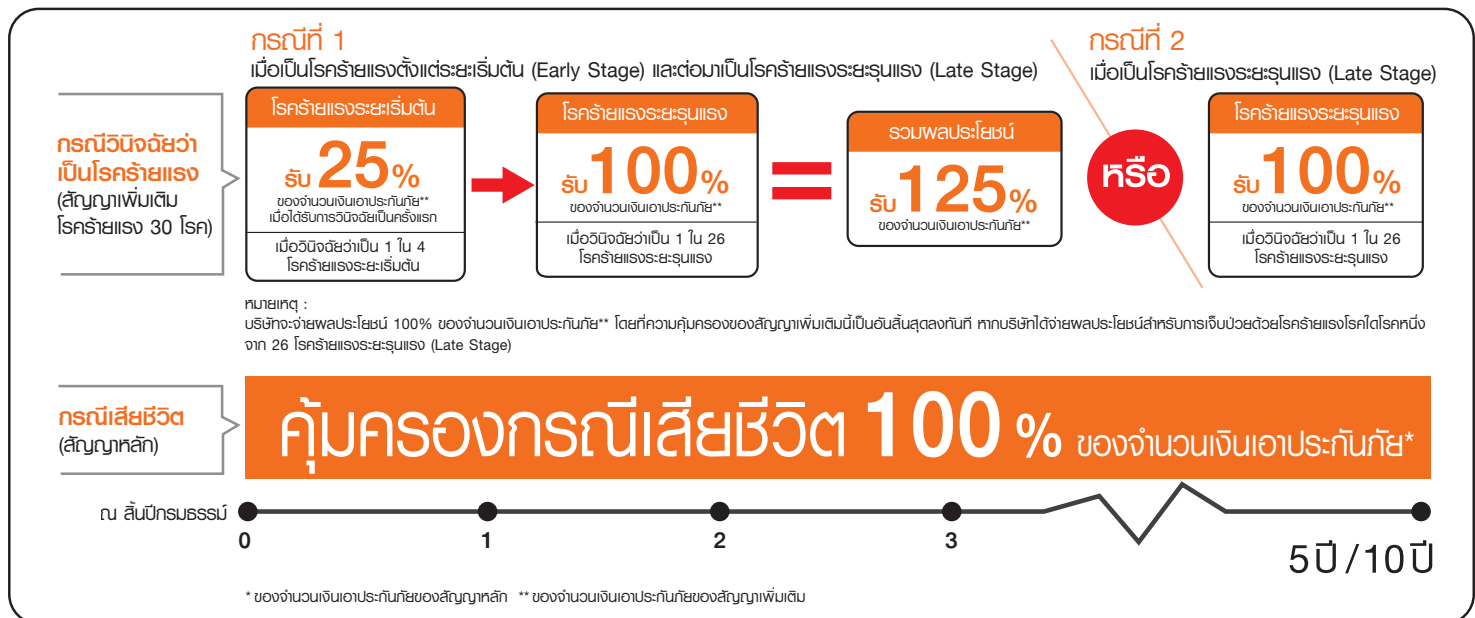 กรณีที่ 1
เมื่อเป็นโรคร้ายแรงตั้งแต่ระยะเริ่มต้น (Early Stage) และต่อมาเป็นโรคร้ายแรงระยะรุนแรง (Late Stage)
กรณีที่ 2
เมื่อเป็นโรคร้ายแรงระยะรุนแรง (Late Stage)
กรณีวินิจฉัยว่า
เป็นโรคร้ายแรง
(สัญญาเพิ่มเติม
โรคร้ายแรง 30 โรค)
โรคร้ายแรงระยะเริ่มต้น
รับ 25%
ของจำนวนเงินเอาประกันภัย**
เมื่อได้รับการวินิจฉัยเป็นครั้งแรก
เมื่อวินิจฉัยว่าเป็น 1 ใน 4
โรคร้ายแรงระยะเริ่มต้น
โรคร้ายแรงระยะรุนแรง
รับ 100%
ของจำนวนเงินเอาประกันภัย**
เมื่อวินิจฉัยว่าเป็น 1 ใน 26
โรคร้ายแรงระยะรุนแรง
=
รวมผลประโยชน์
รับ 125%
ของจำนวนเงินเอาประกันภัย**
หรือ
โรคร้ายแรงระยะรุนแรง
รับ 100%
ของจำนวนเงินเอาประกันภัย**
เมื่อวินิจฉัยว่าเป็น 1 ใน 26
โรคร้ายแรงระยะรุนแรง
หมายเหตุ :
บริษัทจะจ่ายผลประโยชน์ 100% ของจำนวนเงินเอาประกันภัย** โดยที่ความคุ้มครองของสัญญาเพิ่มเติมนี้เป็นอันสิ้นสุดลงทันที หากบริษัทได้จ่ายผลประโยชน์สำหรับการเจ็บป่วยด้วยโรคร้ายแรงโรคใดโรคหนึ่ง
จาก 26 โรคร้ายแรงระยะรุนแรง (Late Stage)
กรณีเสียชีวิต
(สัญญาหลัก)
คุ้มครองกรณีเสียชีวิต 100 % ของจำนวนเงินเอาประกันภัย*
ณ สิ้นปีกรมธรรม์
0 1 2 3 5ปี/10ปี
* ของจำนวนเงินเอาประกันภัยของสัญญาหลัก ** ของจำนวนเงินเอาประกันภัยของสัญญาเพิ่มเติม